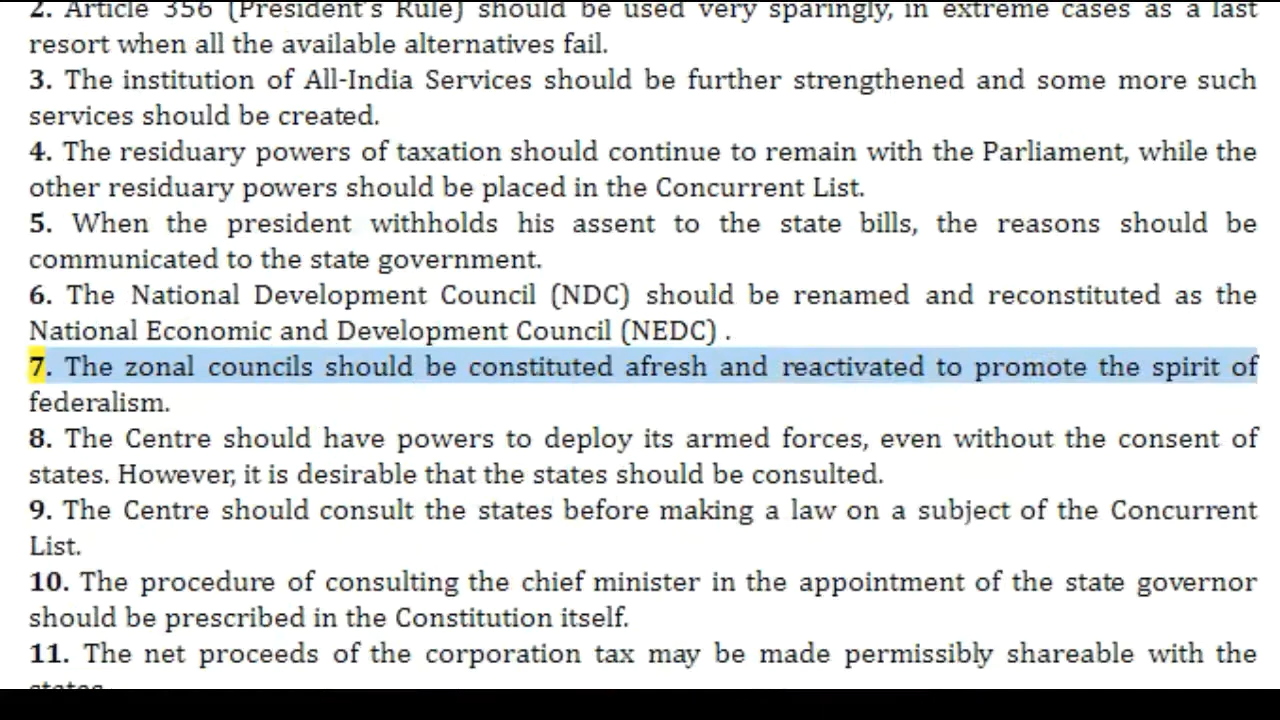 2. Article 356 (President's Rule) should be used very sparingly, in extreme cases as a last
resort when all the available alternatives fail.
3. The institution of All-India Services should be further strengthened and some more such
services should be created.
4. The residuary powers of taxation should continue to remain with the Parliament, while the
other residuary powers should be placed in the Concurrent List.
5. When the president withholds his assent to the state bills, the reasons should be
communicated to the state government.
6. The National Development Council (NDC) should be renamed and reconstituted as the
National Economic and Development Council (NEDC) .
7. The zonal councils should be constituted afresh and reactivated to promote the spirit of
federalism.
8. The Centre should have powers to deploy its armed forces, even without the consent of
states. However, it is desirable that the states should be consulted.
9. The Centre should consult the states before making a law on a subject of the Concurrent
List.
10. The procedure of consulting the chief minister in the appointment of the state governor
should be prescribed in the Constitution itself.
11. The net proceeds of the corporation tax may be made permissibly shareable with the
states.